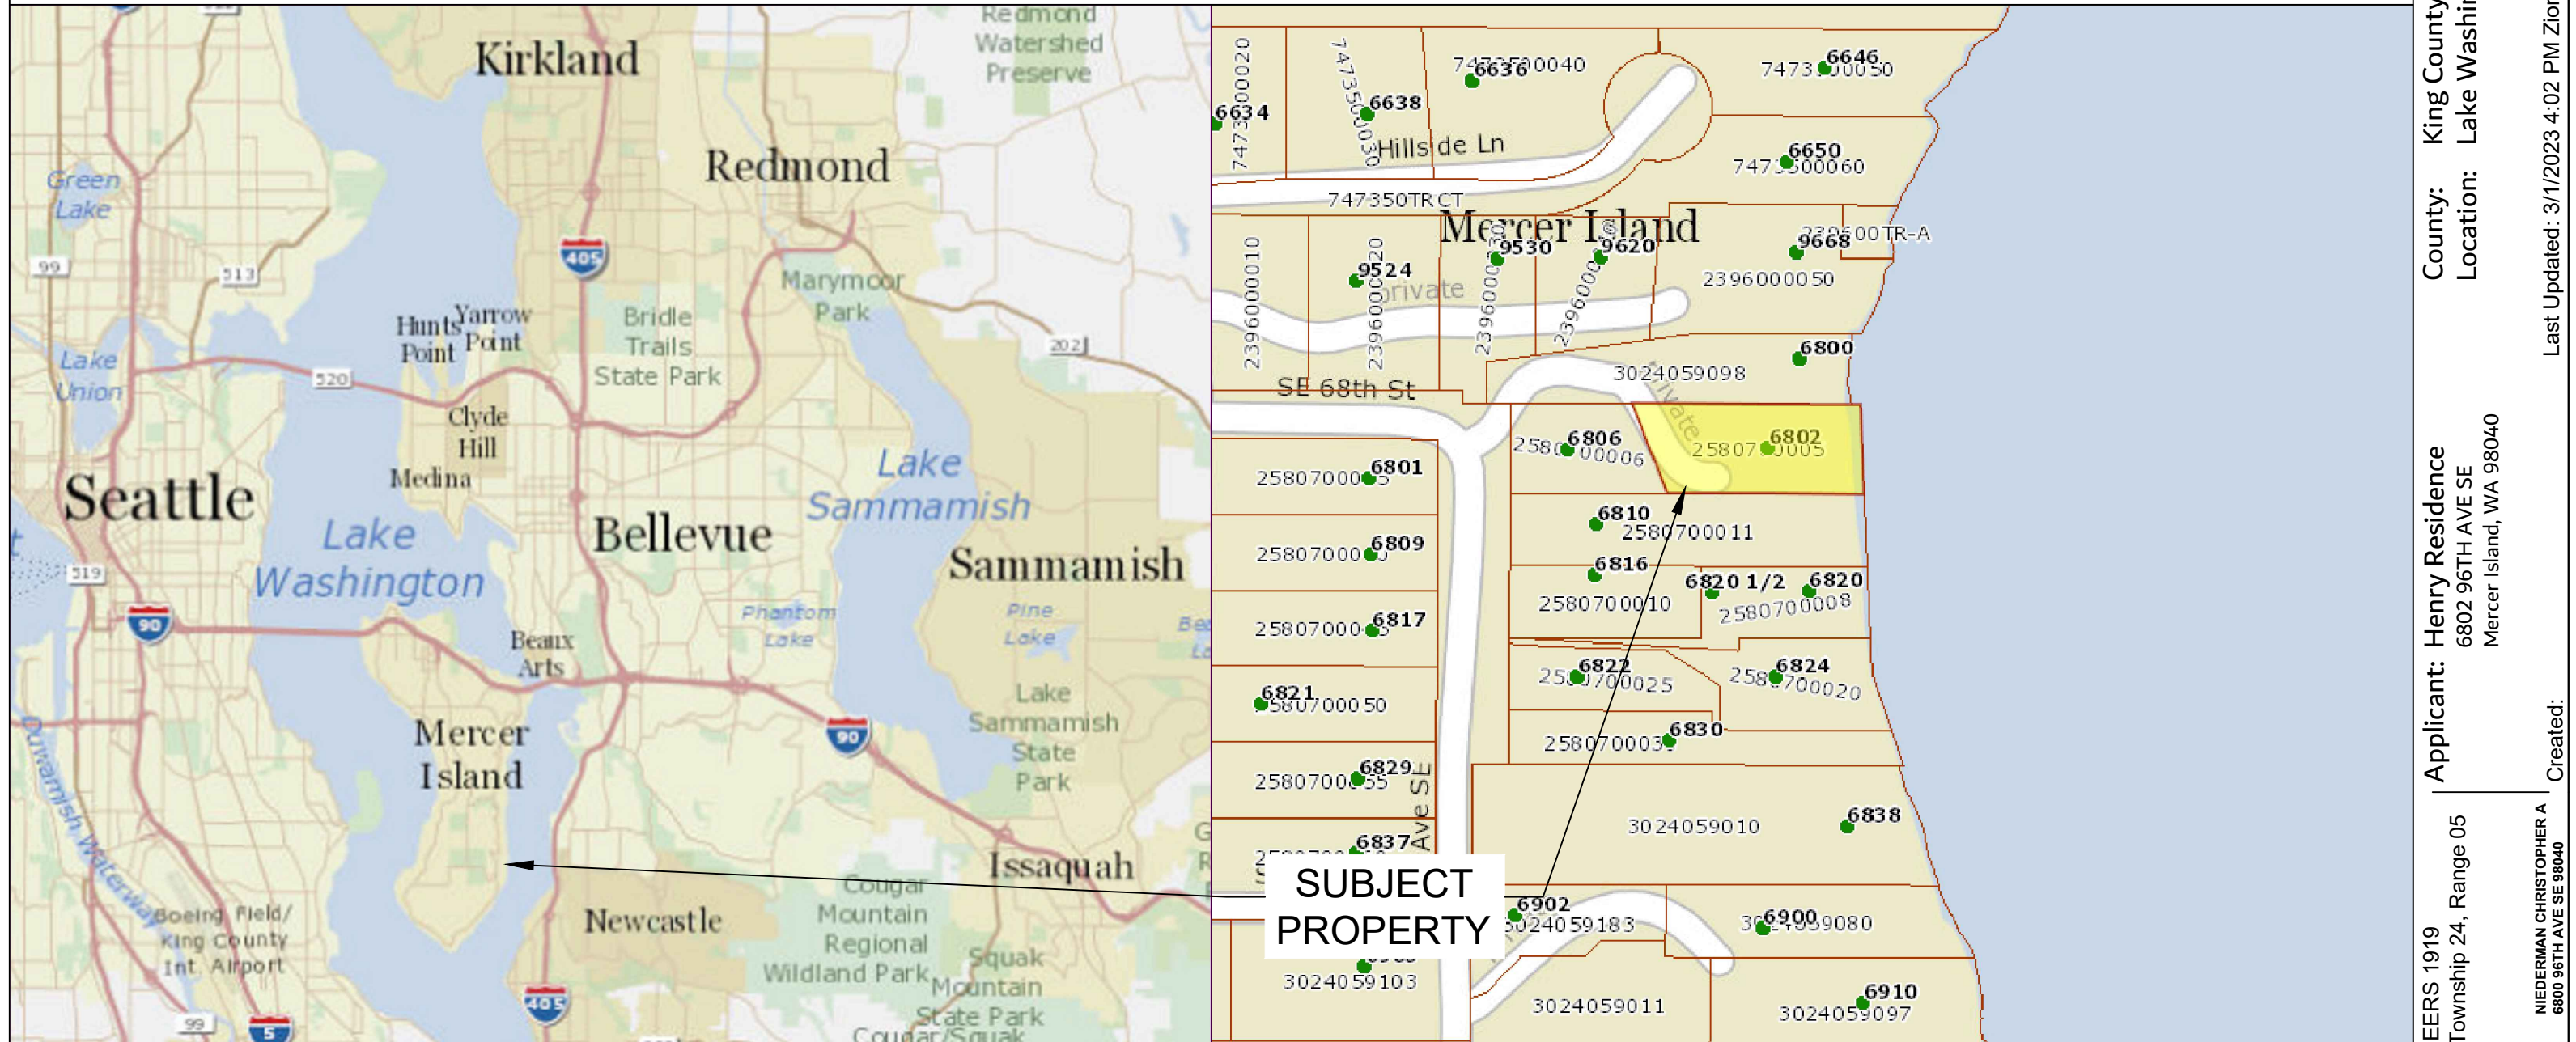 Redmond
Watershed
Preserve
Kirkland
Redmond
Green
Lake
99
513
405
Marymoor
Park
Hunts
Point
Yarrow
Point
Bridle
Trails
State Park
202
Lake
Union
520
Clyde
Hill
Medina
Lake
Sammamish
Seattle
Lake
Washington
Bellevue
Sammamish
519
90
Beaux
Arts
Phantom
Lake
Pine
Lake
Mercer
Island
90
Lake
Sammamish
State
Park
Duwamish Waterway
Issaquah
Boeing Field/
King County
Int. Airport
Newcastle
Cougar
Mountain
Regional
Wildland Park
Squak
Mountain
State Park
Cougar/Squak
405
99
5
6634
6638
6636
6646
Hillside Ln
6650
747350TRCT
Mercer Island
9524
9530
9620
9668
2396000010
private
2396000050
6800
3024059098
SE 68th St
private
6806
6802
6801
6810
2580700011
6809
6816
2580700010
6820 1/2
6820
2580700008
6817
6822
6824
6821
6830
6829
Ave SE
3024059010
6838
6837
SUBJECT
PROPERTY
6902
3024059183
6900
3024059103
3024059011
6910
3024059097
King County
Lake Washin
County:
Location:
Last Updated: 3/1/2023 4:02 PM Zion
Applicant: Henry Residence
6802 96TH AVE SE
Mercer Island, WA 98040
Created:
EERS 1919
Township 24, Range 05
NIEDERMAN CHRISTOPHER A
6800 96TH AVE SE 98040